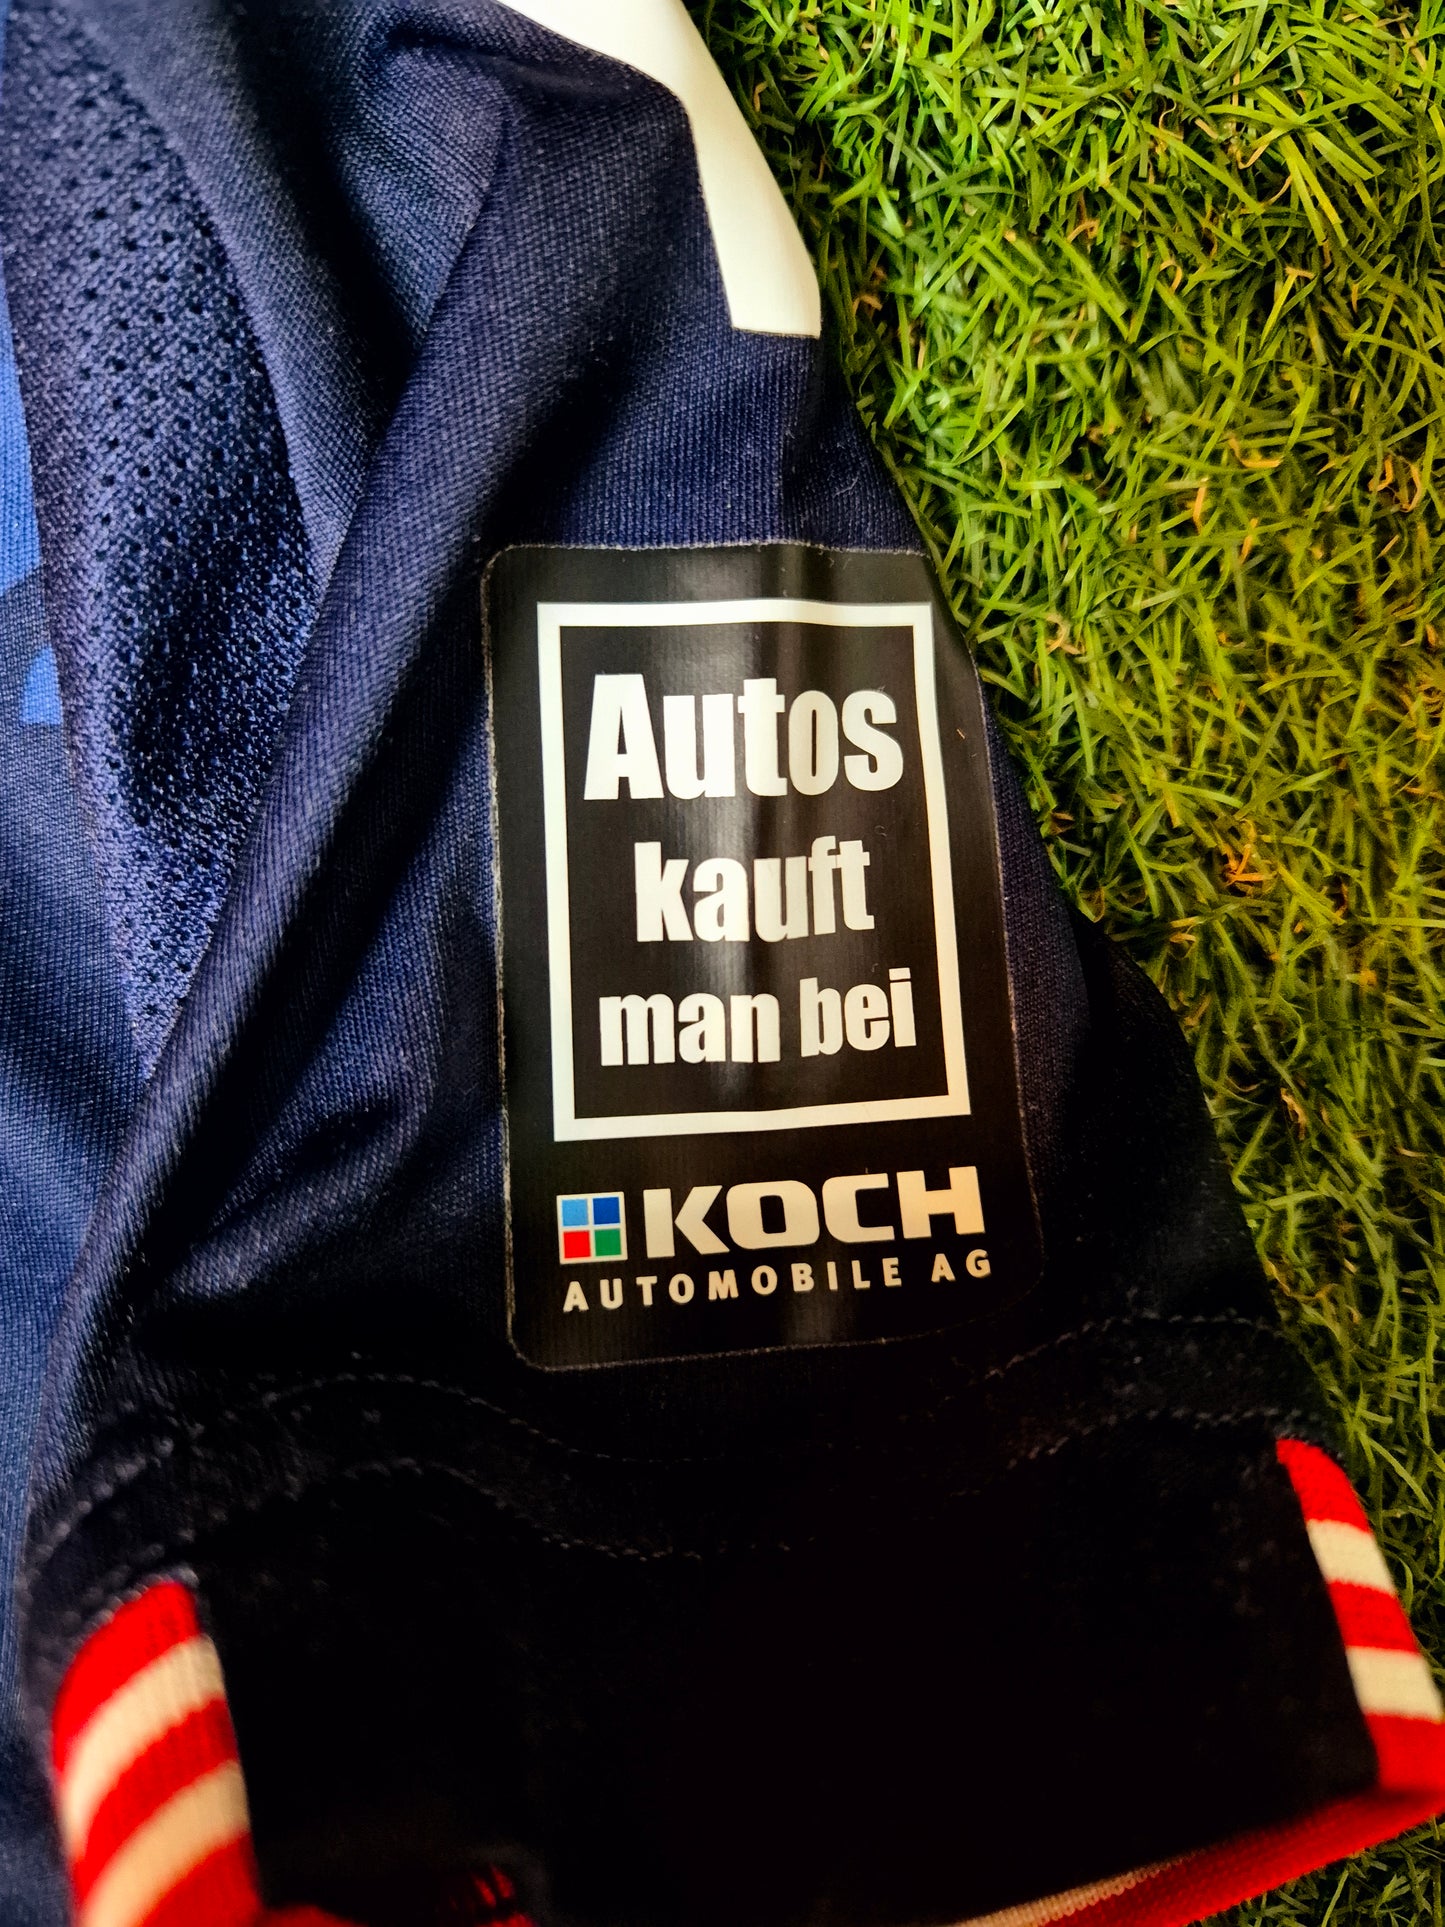 Autos
kauft
man bei
KOCH
AUTOMOBILE AG